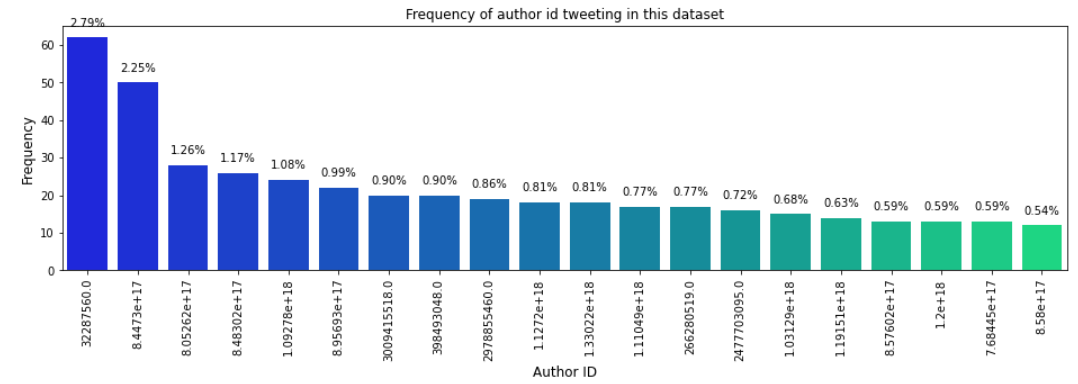 Frequency of author id tweeting in this dataset
2.79%
2.25%
1.26%
1.17%
1.08%
0.99%
0.90%
0.90%
0.86%
0.81%
0.81%
0.77%
0.77%
0.72%
0.68%
0.63%
0.59%
0.59%
0.59%
0.54%
Frequency
60
50
40
30
20
10
0
32287560.0
8.4473e+17
8.05262e+17
8.48302e+17
1.09278e+18
8.95693e+17
3009415518.0
398493048.0
2978855460.0
1.1272e+18
1.33022e+18
1.11049e+18
266280519.0
2477703095.0
1.03129e+18
1.19151e+18
8.57602e+17
1.2e+18
7.68445e+17
8.58e+17
Author ID